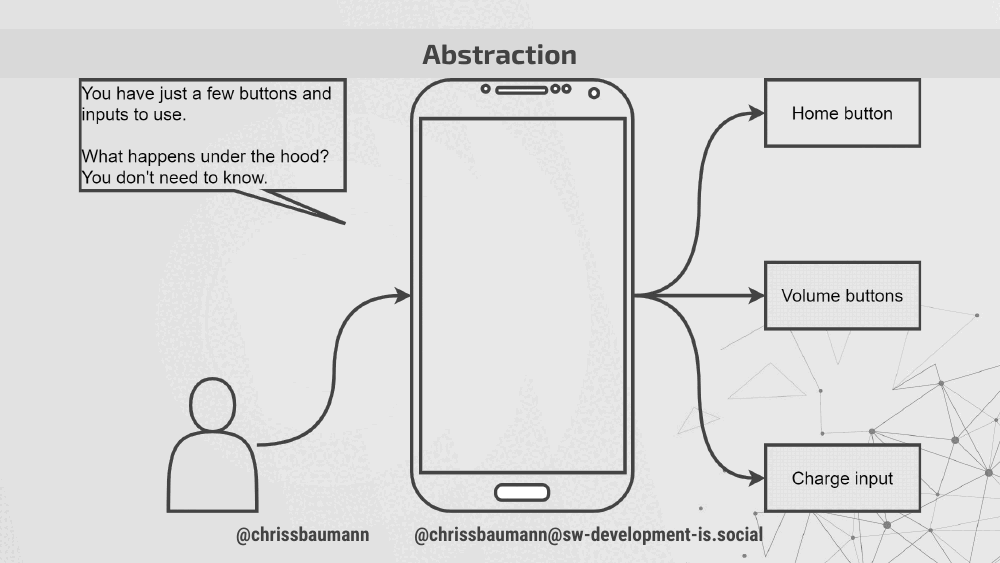 Abstraction
You have just a few buttons and
inputs to use.
What happens under the hood?
You don't need to know.
Home button
Volume buttons
Charge input
@chrissbaumann
@chrissbaumann@sw-development-is.social